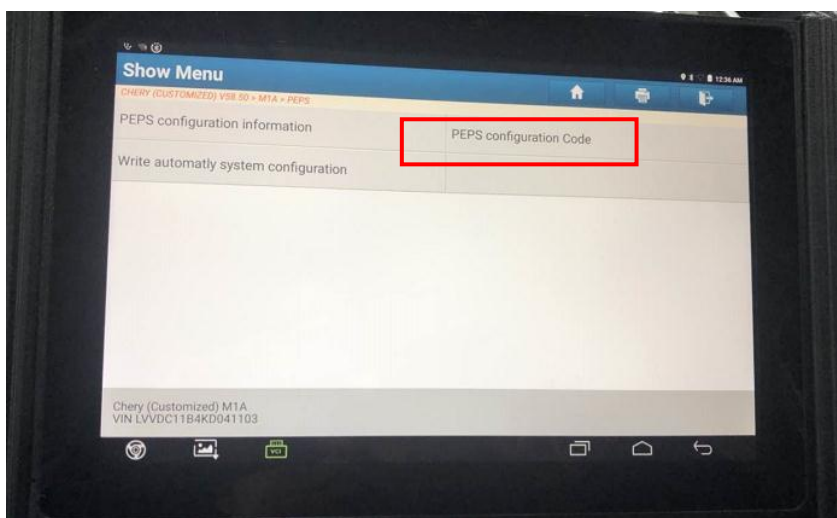 12:36 AM
Show Menu
CHERY (CUSTOMIZED) V58.50 > M1A > PEPS
PEPS configuration information
PEPS configuration Code
Write automatly system configuration
Chery (Customized) M1A
VIN LVVDC11B4KD041103
VCI